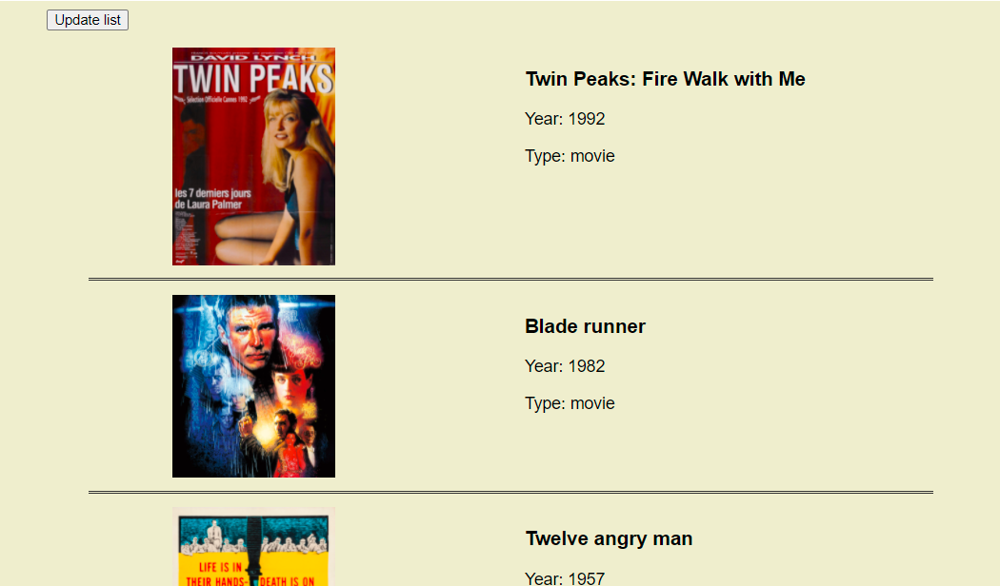 Update list
DAVID LYNCH
TWIN PEAKS
Sélection Officielle Cannes 1992
les 7 derniers jours
de Laura Palmer
Twin Peaks: Fire Walk with Me
Year: 1992
Type: movie
Blade runner
Year: 1982
Type: movie
LIFE IS IN
THEIR HANDS- DEATH IS ON
Twelve angry man
Year: 1957